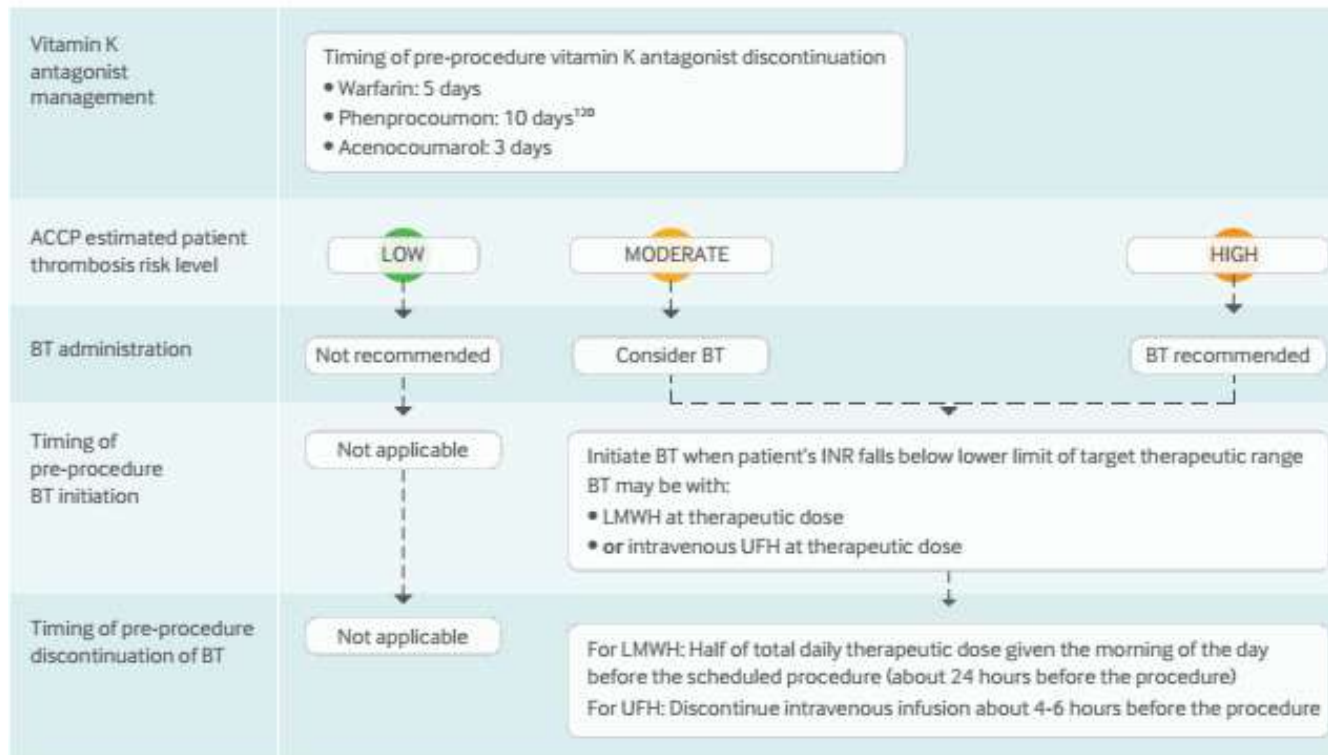 Vitamin K
antagonist
management
Timing of pre-procedure vitamin K antagonist discontinuation
• Warfarin: 5 days
• Phenprocoumon: 10 days¹²⁰
• Acenocoumarol: 3 days
ACCP estimated patient
thrombosis risk level
LOW
MODERATE
HIGH
BT administration
Not recommended
Consider BT
BT recommended
Timing of
pre-procedure
BT initiation
Not applicable
Initiate BT when patient's INR falls below lower limit of target therapeutic range
BT may be with:
• LMWH at therapeutic dose
• or intravenous UFH at therapeutic dose
Timing of pre-procedure
discontinuation of BT
Not applicable
For LMWH: Half of total daily therapeutic dose given the morning of the day
before the scheduled procedure (about 24 hours before the procedure)
For UFH: Discontinue intravenous infusion about 4-6 hours before the procedure